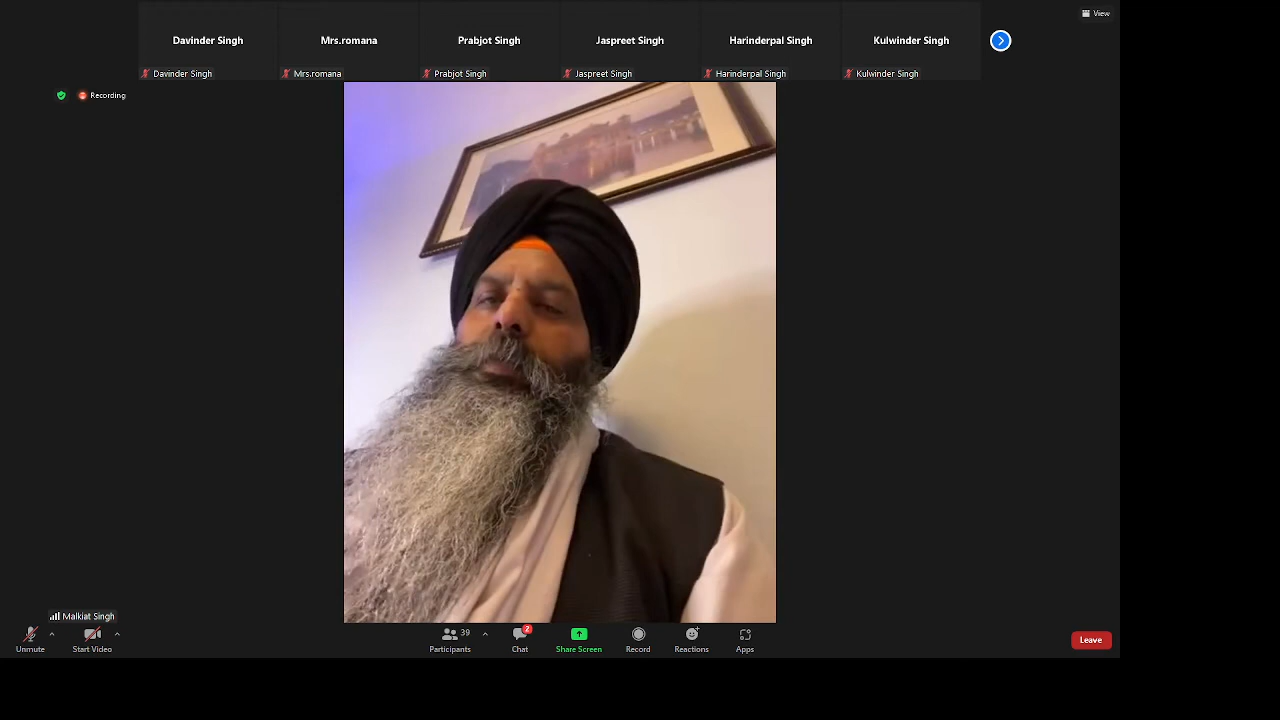 View
Davinder Singh
Mrs.romana
Prabjot Singh
Jaspreet Singh
Harinderpal Singh
Kulwinder Singh
Davinder Singh
Mrs.romana
Prabjot Singh
Jaspreet Singh
Harinderpal Singh
Kulwinder Singh
Recording
Malkiat Singh
Unmute
Start Video
Participants
39
Chat
2
Share Screen
Record
Reactions
Apps
Leave